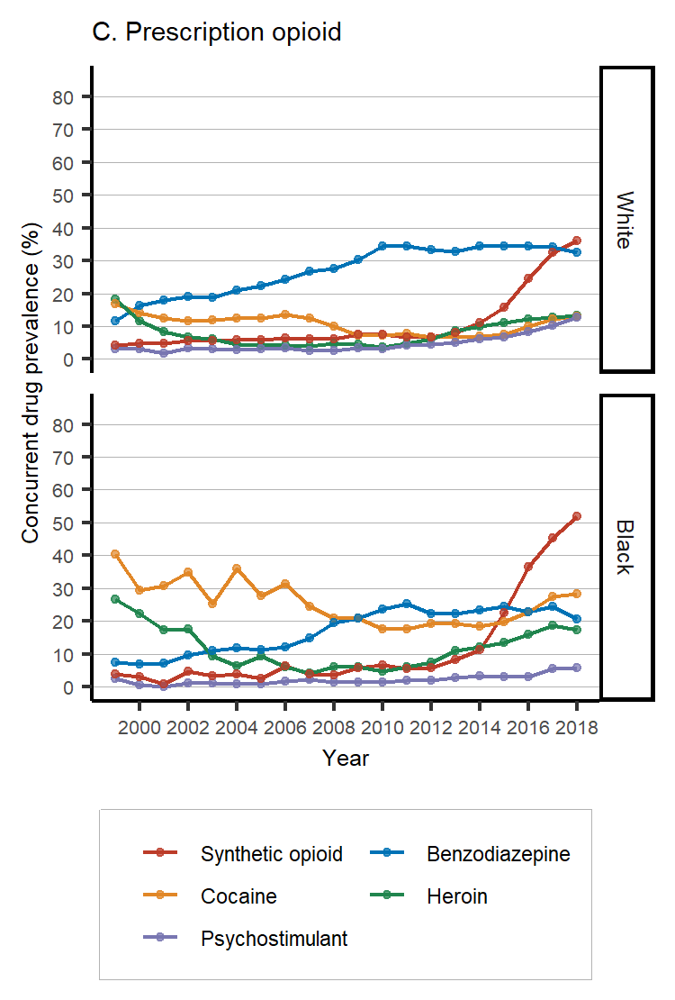 C. Prescription opioid
Concurrent drug prevalence (%)
80
70
60
50
40
30
20
10
0
White
80
70
60
50
40
30
20
10
0
Black
2000 2002 2004 2006 2008 2010 2012 2014 2016 2018
Year
Synthetic opioid Benzodiazepine
Cocaine Heroin
Psychostimulant